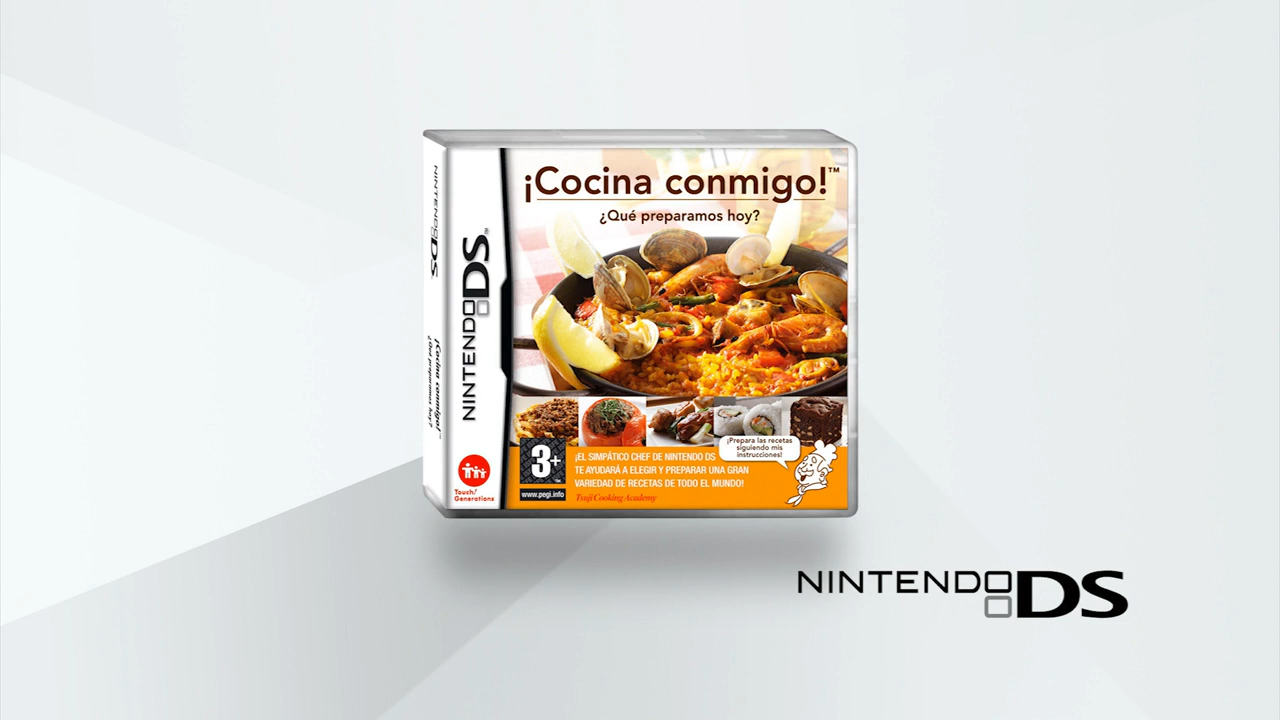 ¡Cocina conmigo!™
¿Qué preparamos hoy?
NINTENDO DS™
NINTENDO DS
¡Cocina conmigo!™
¿Qué preparamos hoy?
¡Prepara las recetas
siguiendo mis
instrucciones!
3+
www.pegi.info
¡EL SIMPÁTICO CHEF DE NINTENDO DS
TE AYUDARÁ A ELEGIR Y PREPARAR UNA GRAN
VARIEDAD DE RECETAS DE TODO EL MUNDO!
Tsuji Cooking Academy
Touch!
Generations
NINTENDO DS